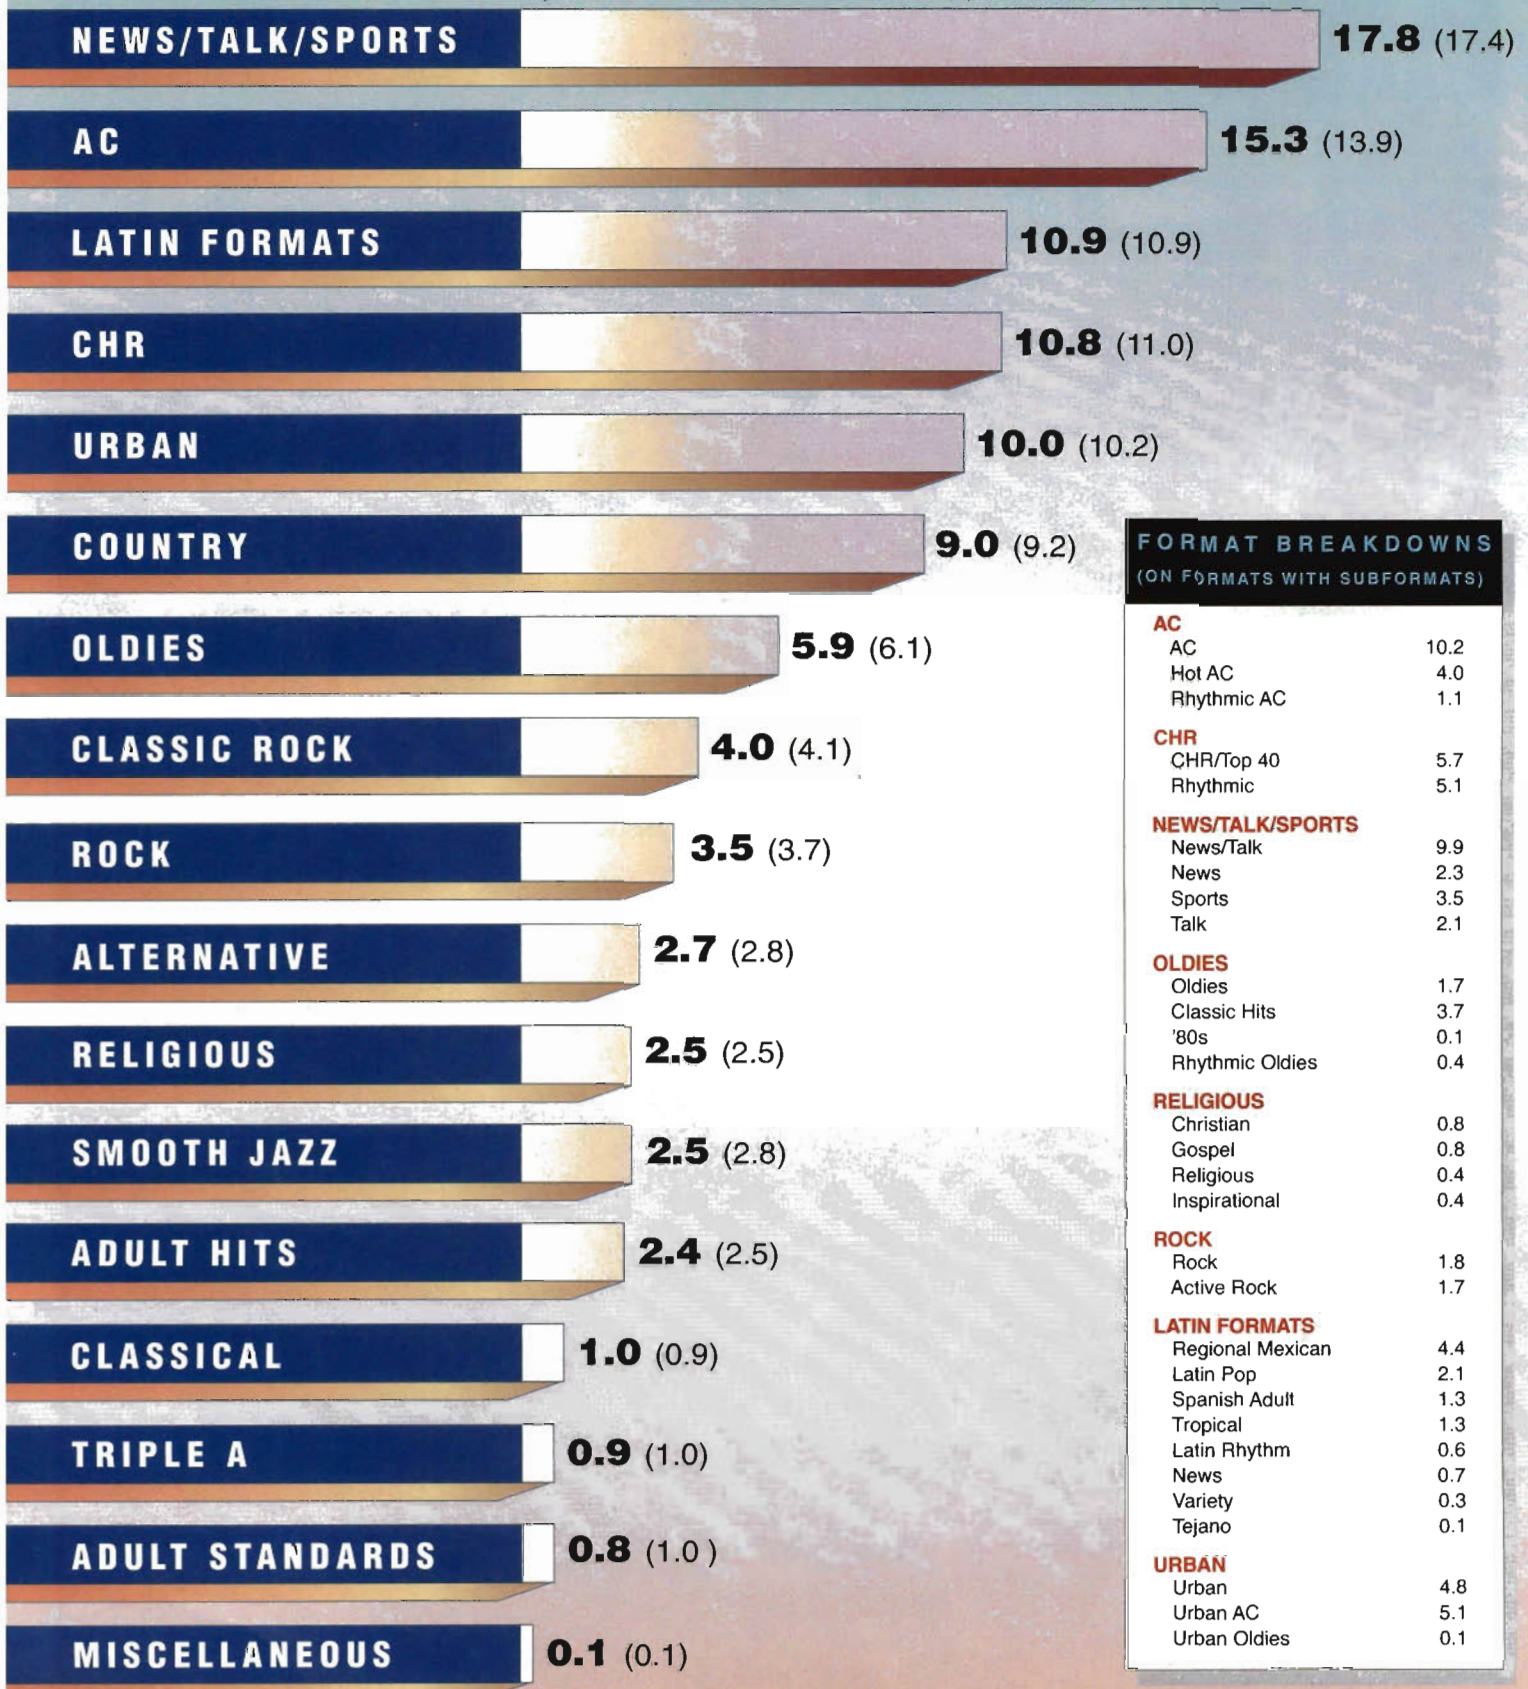 NEWS/TALK/SPORTS 17.8 (17.4)
AC 15.3 (13.9)
LATIN FORMATS 10.9 (10.9)
CHR 10.8 (11.0)
URBAN 10.0 (10.2)
COUNTRY 9.0 (9.2)
OLDIES 5.9 (6.1)
CLASSIC ROCK 4.0 (4.1)
ROCK 3.5 (3.7)
ALTERNATIVE 2.7 (2.8)
RELIGIOUS 2.5 (2.5)
SMOOTH JAZZ 2.5 (2.8)
ADULT HITS 2.4 (2.5)
CLASSICAL 1.0 (0.9)
TRIPLE A 0.9 (1.0)
ADULT STANDARDS 0.8 (1.0 )
MISCELLANEOUS 0.1 (0.1)
FORMAT BREAKDOWNS
(ON FORMATS WITH SUBFORMATS)
AC
AC 10.2
Hot AC 4.0
Rhythmic AC 1.1
CHR
CHR/Top 40 5.7
Rhythmic 5.1
NEWS/TALK/SPORTS
News/Talk 9.9
News 2.3
Sports 3.5
Talk 2.1
OLDIES
Oldies 1.7
Classic Hits 3.7
'80s 0.1
Rhythmic Oldies 0.4
RELIGIOUS
Christian 0.8
Gospel 0.8
Religious 0.4
Inspirational 0.4
ROCK
Rock 1.8
Active Rock 1.7
LATIN FORMATS
Regional Mexican 4.4
Latin Pop 2.1
Spanish Adult 1.3
Tropical 1.3
Latin Rhythm 0.6
News 0.7
Variety 0.3
Tejano 0.1
URBAN
Urban 4.8
Urban AC 5.1
Urban Oldies 0.1